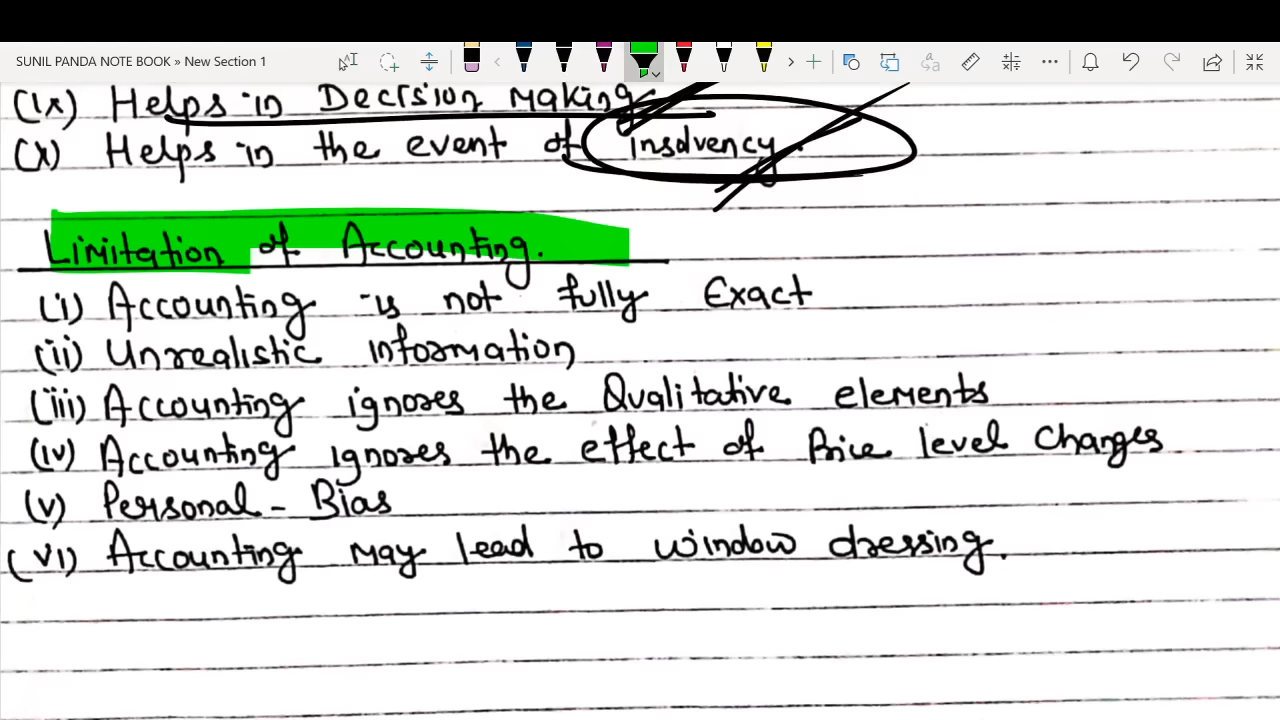 SUNIL PANDA NOTE BOOK » New Section 1
(ix) Helps in Decision making
(x) Helps in the event of insolvency.
Limitation of Accounting.
(i) Accounting is not fully Exact
(ii) Unrealistic information
(iii) Accounting ignores the Qualitative elements
(iv) Accounting ignores the effect of Price level changes
(v) Personal - Bias
(vi) Accounting may lead to window dressing.